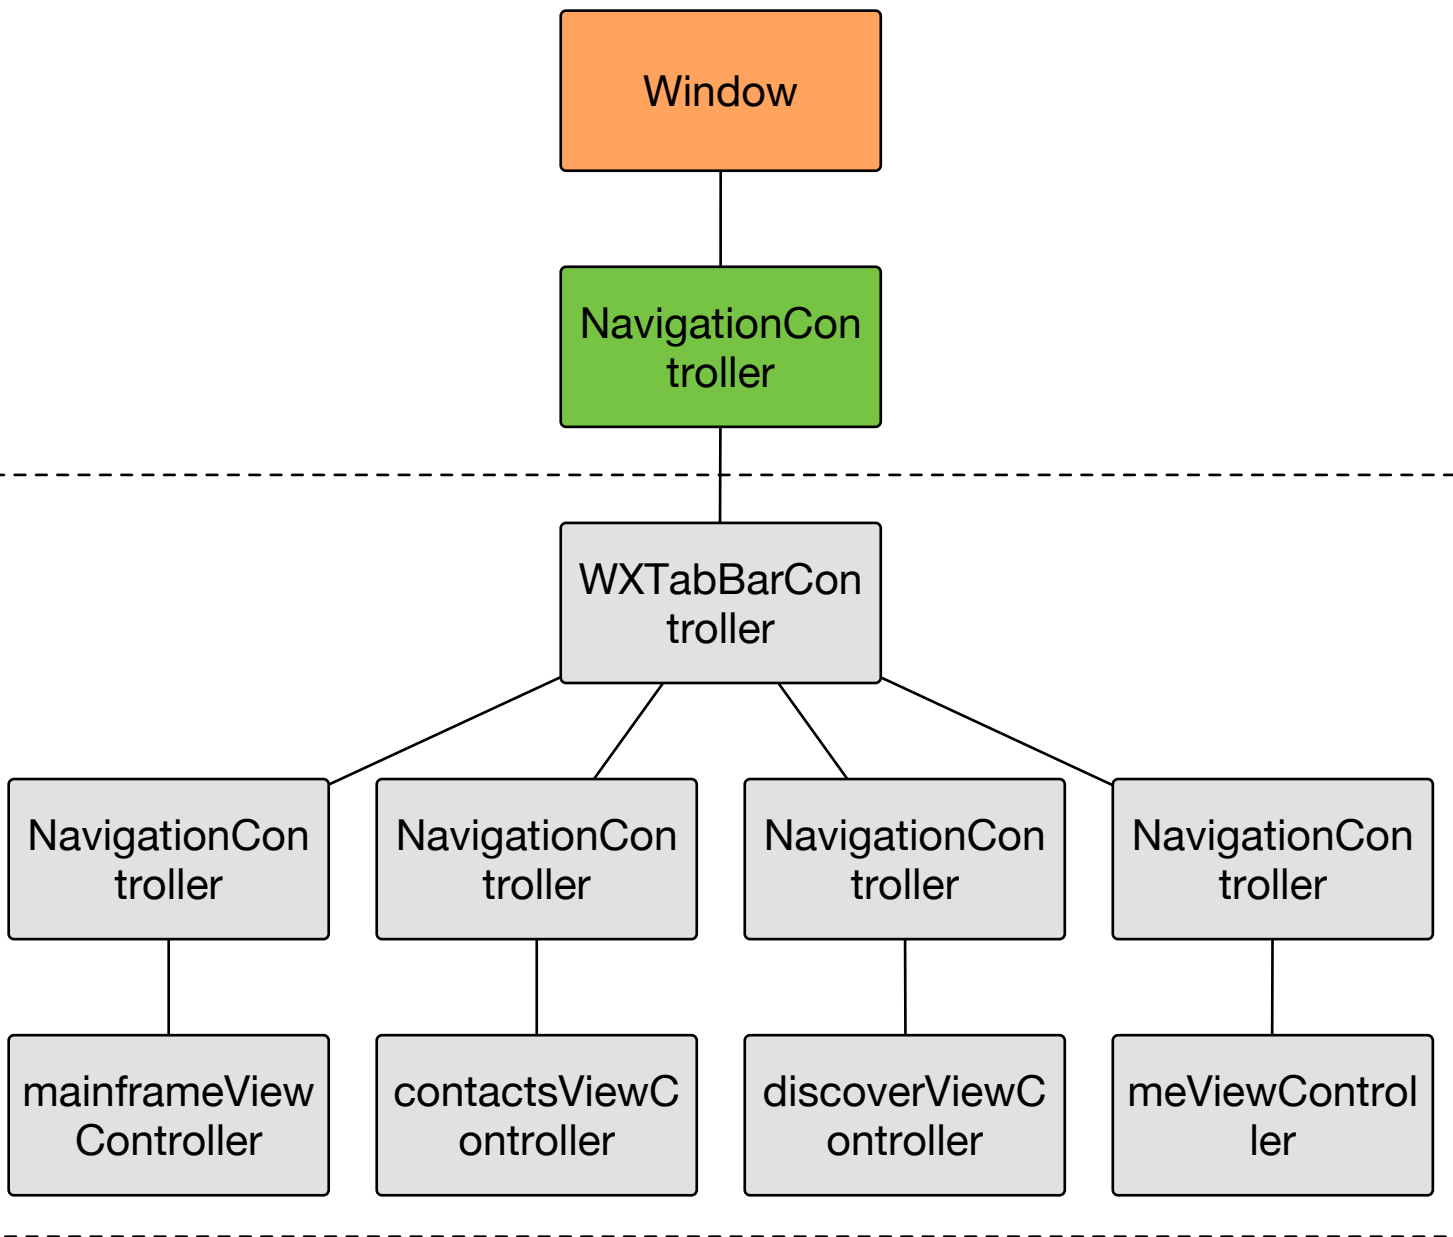 Window
NavigationCon
troller
WXTabBarCon
troller
NavigationCon
troller
NavigationCon
troller
NavigationCon
troller
NavigationCon
troller
mainframeView
Controller
contactsViewC
ontroller
discoverViewC
ontroller
meViewControl
ler